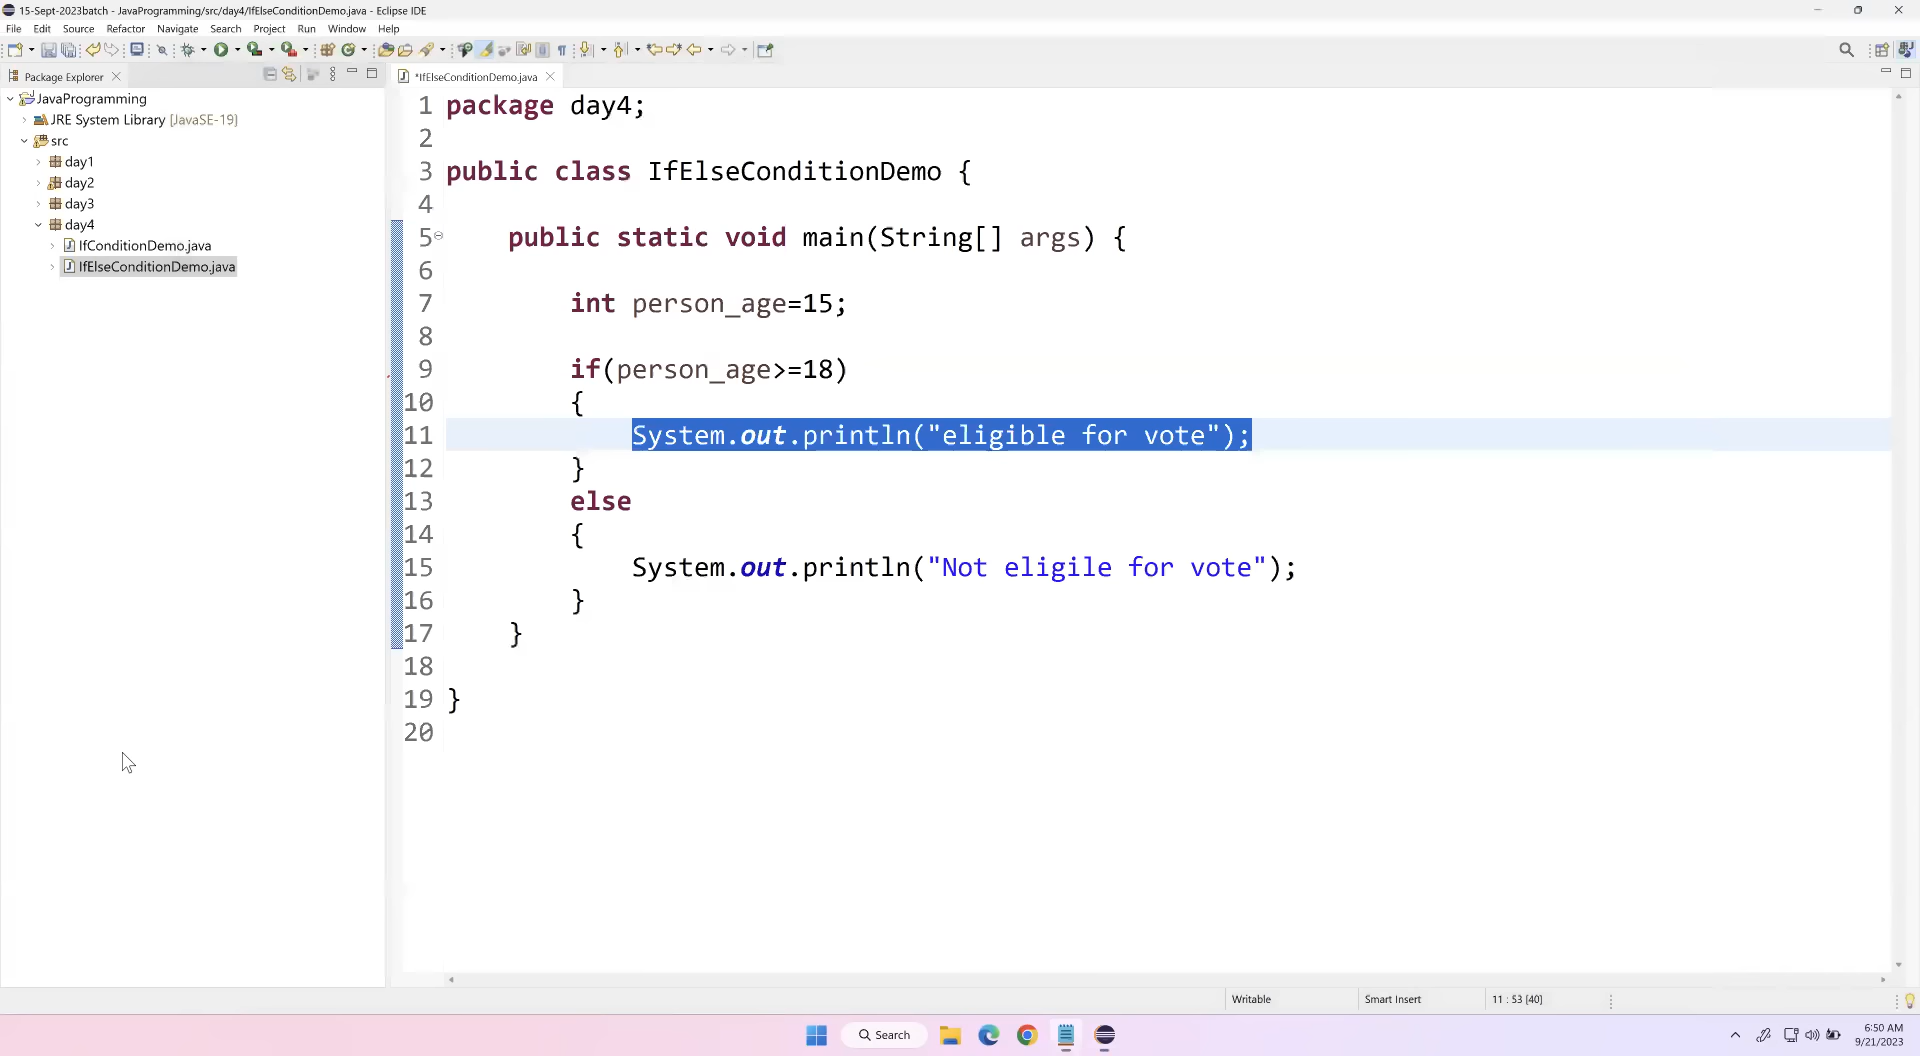 15-Sept-2023batch - JavaProgramming/src/day4/IfElseConditionDemo.java - Eclipse IDE
File Edit Source Refactor Navigate Search Project Run Window Help
Package Explorer
*IfElseConditionDemo.java
JavaProgramming
JRE System Library [JavaSE-19]
src
day1
day2
day3
day4
IfConditionDemo.java
IfElseConditionDemo.java
1 package day4;
2
3 public class IfElseConditionDemo {
4
5 public static void main(String[] args) {
6
7 int person_age=15;
8
9 if(person_age>=18)
10 {
11 System.out.println("eligible for vote");
12 }
13 else
14 {
15 System.out.println("Not eligile for vote");
16 }
17 }
18
19 }
20
Writable
Smart Insert
11 : 53 [40]
Search
6:50 AM
9/21/2023